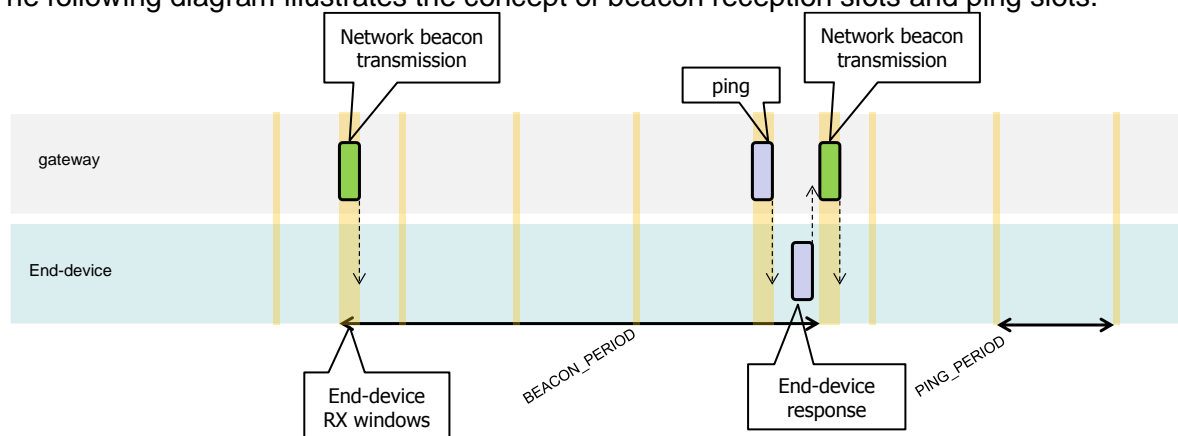 he following diagram illustrates the concept of beacon reception slots and ping slots.
Network beacon
transmission
ping
Network beacon
transmission
gateway
End-device
BEACON_PERIOD
PING_PERIOD
End-device
RX windows
End-device
response